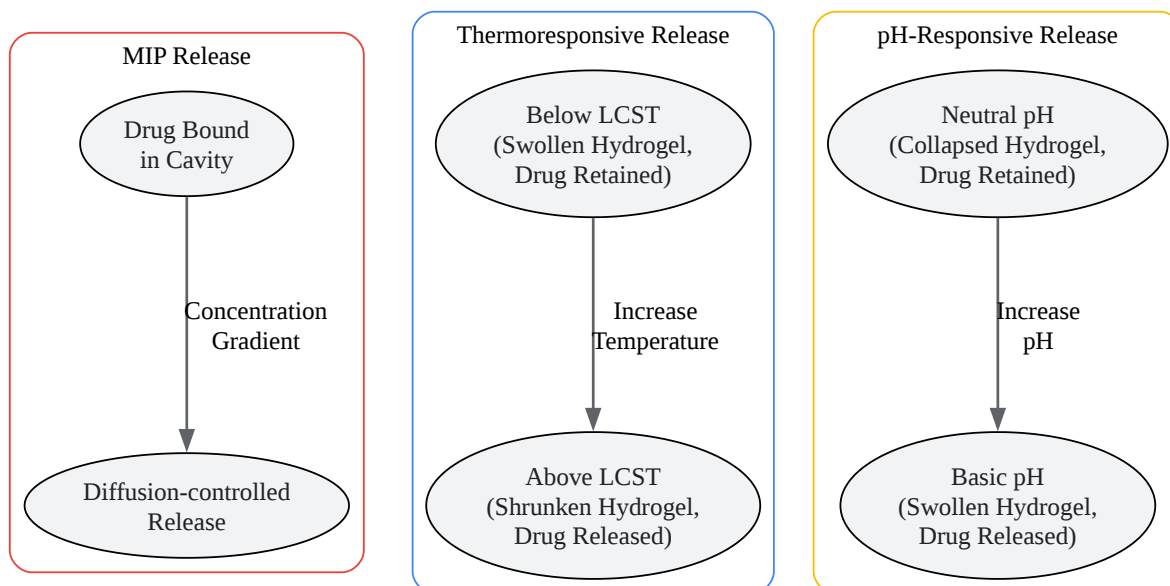 MIP Release
Drug Bound
in Cavity
Concentration
Gradient
Diffusion-controlled
Release
Thermoresponsive Release
Below LCST
(Swollen Hydrogel,
Drug Retained)
Increase
Temperature
Above LCST
(Shrunken Hydrogel,
Drug Released)
pH-Responsive Release
Neutral pH
(Collapsed Hydrogel,
Drug Retained)
Increase
pH
Basic pH
(Swollen Hydrogel,
Drug Released)